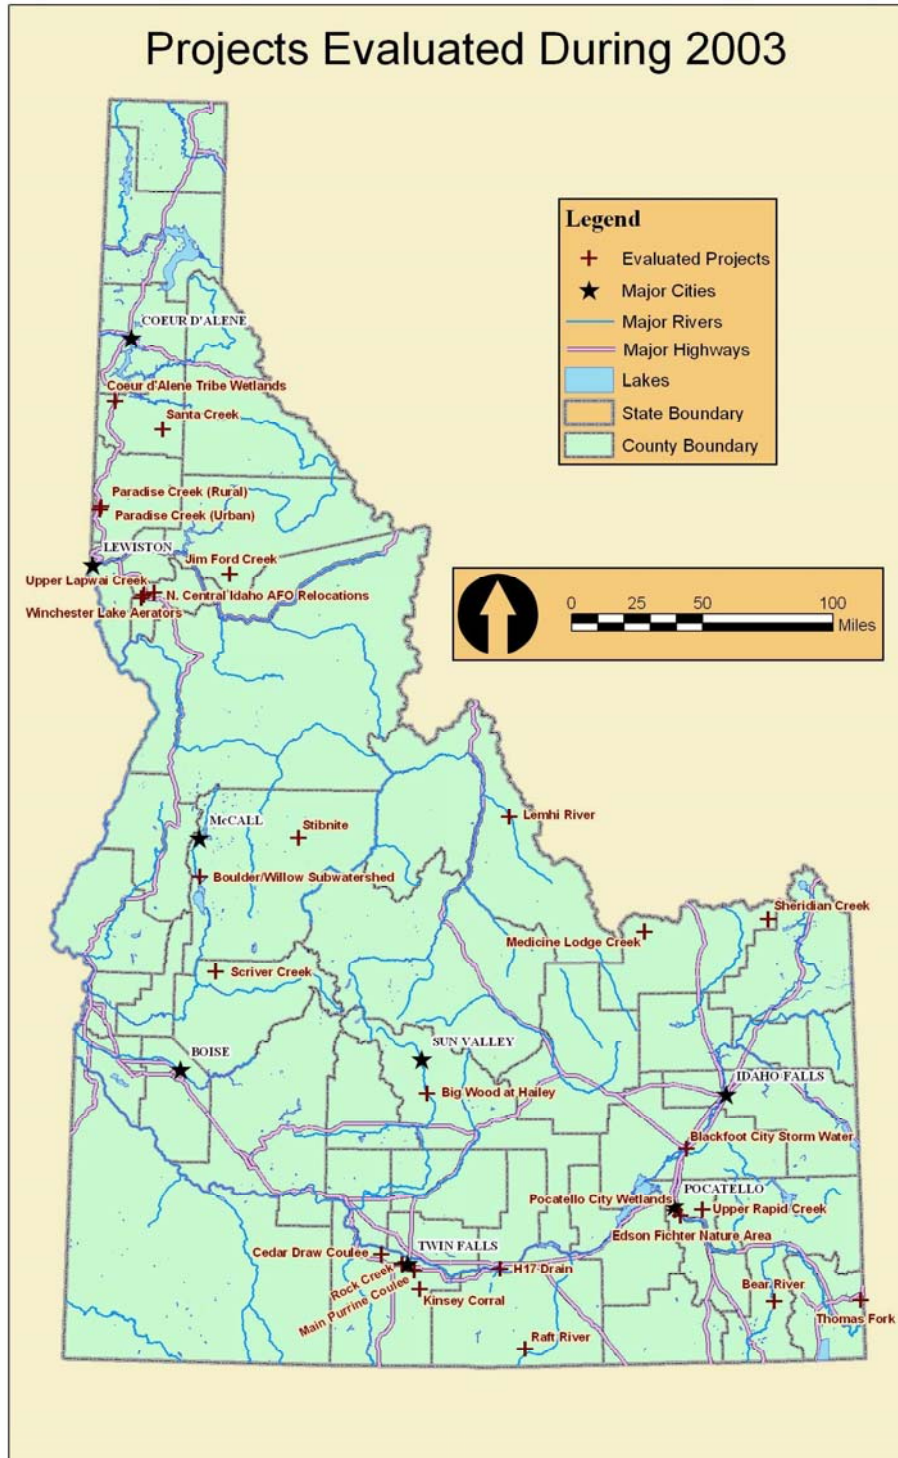 Projects Evaluated During 2003
Legend
Evaluated Projects
Major Cities
Major Rivers
Major Highways
Lakes
State Boundary
County Boundary
COEUR D'ALENE
Coeur d'Alene Tribe Wetlands
Santa Creek
Paradise Creek (Rural)
Paradise Creek (Urban)
LEWISTON
Jim Ford Creek
Upper Lapwai Creek
N. Central Idaho AFO Relocations
Winchester Lake Aerators
0 25 50 100
Miles
McCALL
Stibnite
Lemhi River
Boulder/Willow Subwatershed
Sheridian Creek
Medicine Lodge Creek
Scriver Creek
SUN VALLEY
BOISE
IDAHO FALLS
Big Wood at Hailey
Blackfoot City Storm Water
POCATELLO
Pocatello City Wetlands
Upper Rapid Creek
Edson Fichter Nature Area
TWIN FALLS
Cedar Draw Coulee
Rock Creek
H17 Drain
Main Purrine Coulee
Kinsey Corral
Bear River
Thomas Fork
Raft River